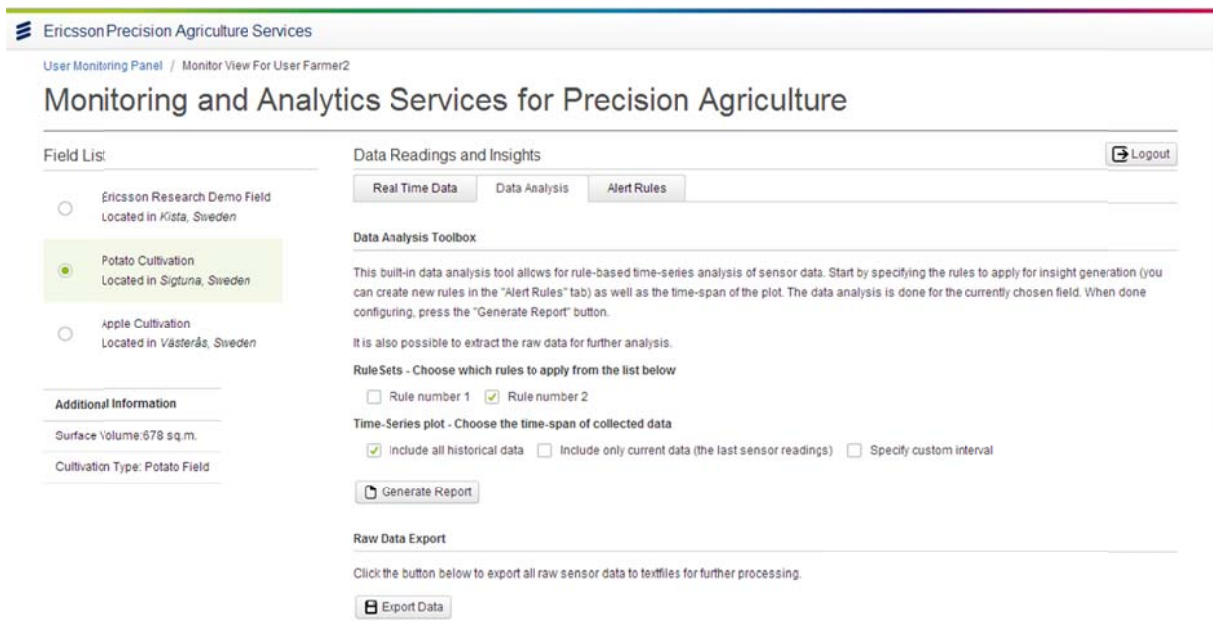 Ericsson Precision Agriculture Services
User Monitoring Panel / Monitor View For User Farmer2
Monitoring and Analytics Services for Precision Agriculture
Field List
Ericsson Research Demo Field
Located in Kista, Sweden
Potato Cultivation
Located in Sigtuna, Sweden
Apple Cultivation
Located in Västerås, Sweden
Additional Information
Surface Volume:678 sq.m.
Cultivation Type: Potato Field
Data Readings and Insights
Logout
Real Time Data Data Analysis Alert Rules
Data Analysis Toolbox
This built-in data analysis tool allows for rule-based time-series analysis of sensor data. Start by specifying the rules to apply for insight generation (you
can create new rules in the "Alert Rules" tab) as well as the time-span of the plot. The data analysis is done for the currently chosen field. When done
configuring, press the "Generate Report" button.
It is also possible to extract the raw data for further analysis.
RuleSets - Choose which rules to apply from the list below
Rule number 1 Rule number 2
Time-Series plot - Choose the time-span of collected data
Include all historical data Include only current data (the last sensor readings) Specify custom interval
Generate Report
Raw Data Export
Click the button below to export all raw sensor data to textfiles for further processing.
Export Data